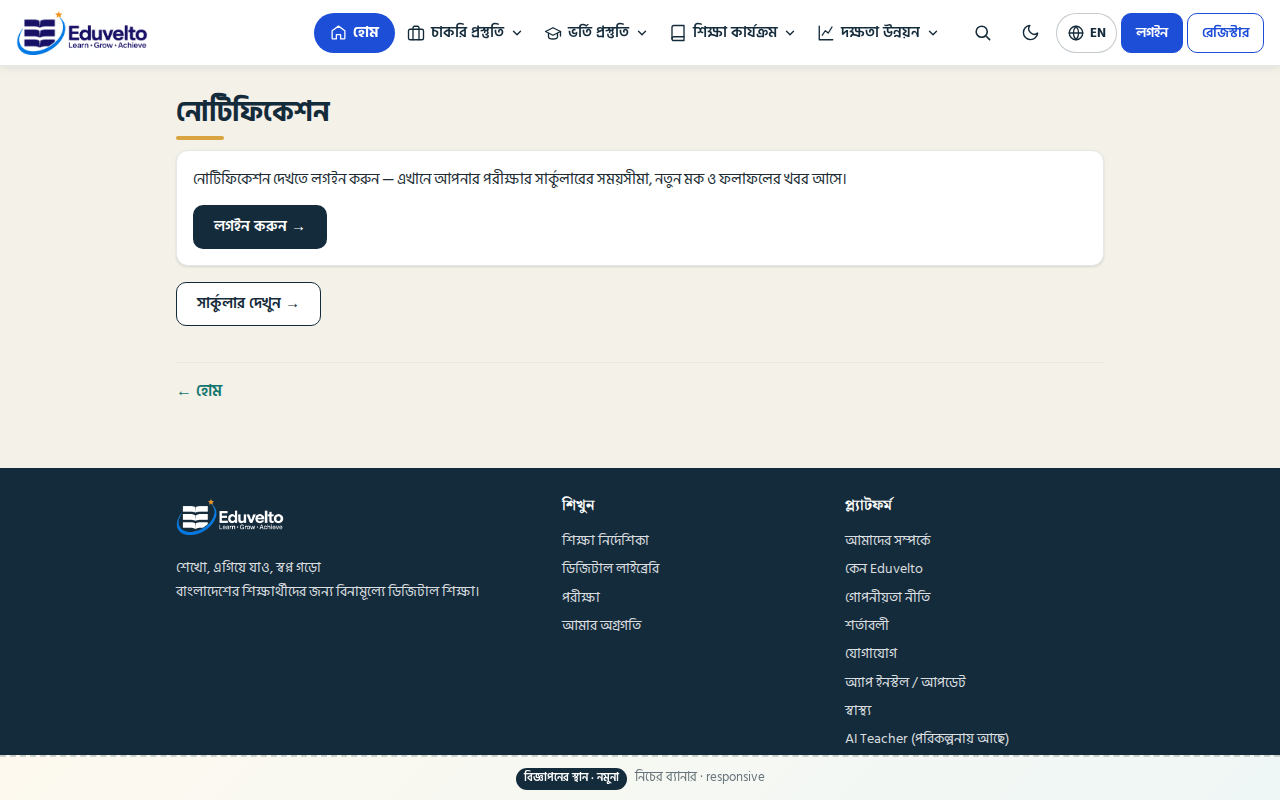 Eduvelto
Learn · Grow · Achieve
হোম
চাকরি প্রস্তুতি
ভর্তি প্রস্তুতি
শিক্ষা কার্যক্রম
দক্ষতা উন্নয়ন
EN
লগইন
রেজিস্টার
নোটিফিকেশন
নোটিফিকেশন দেখতে লগইন করুন — এখানে আপনার পরীক্ষার সার্কুলারের সময়সীমা, নতুন মক ও ফলাফলের খবর আসে।
লগইন করুন →
সার্কুলার দেখুন →
← হোম
Eduvelto
Learn · Grow · Achieve
শেখো, এগিয়ে যাও, স্বপ্ন গড়ো
বাংলাদেশের শিক্ষার্থীদের জন্য বিনামূল্যে ডিজিটাল শিক্ষা।
শিখুন
শিক্ষা নির্দেশিকা
ডিজিটাল লাইব্রেরি
পরীক্ষা
আমার অগ্রগতি
প্ল্যাটফর্ম
আমাদের সম্পর্কে
কেন Eduvelto
গোপনীয়তা নীতি
শর্তাবলী
যোগাযোগ
অ্যাপ ইনস্টল / আপডেট
স্বাস্থ্য
AI Teacher (পরিকল্পনায় আছে)
বিজ্ঞাপনের স্থান · নমুনা
নিচের ব্যানার · responsive